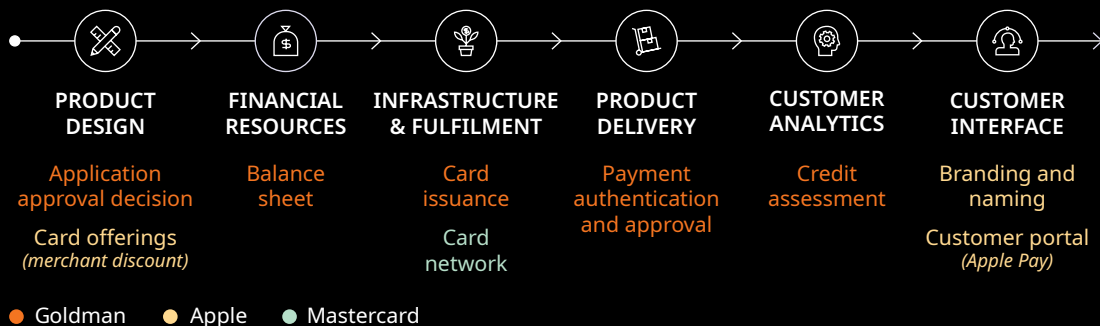 PRODUCT
DESIGN
Application
approval decision
Card offerings
(merchant discount)
$
FINANCIAL
RESOURCES
Balance
sheet
$
INFRASTRUCTURE
& FULFILMENT
Card
issuance
Card
network
PRODUCT
DELIVERY
Payment
authentication
and approval
CUSTOMER
ANALYTICS
Credit
assessment
CUSTOMER
INTERFACE
Branding and
naming
Customer portal
(Apple Pay)
Goldman
Apple
Mastercard